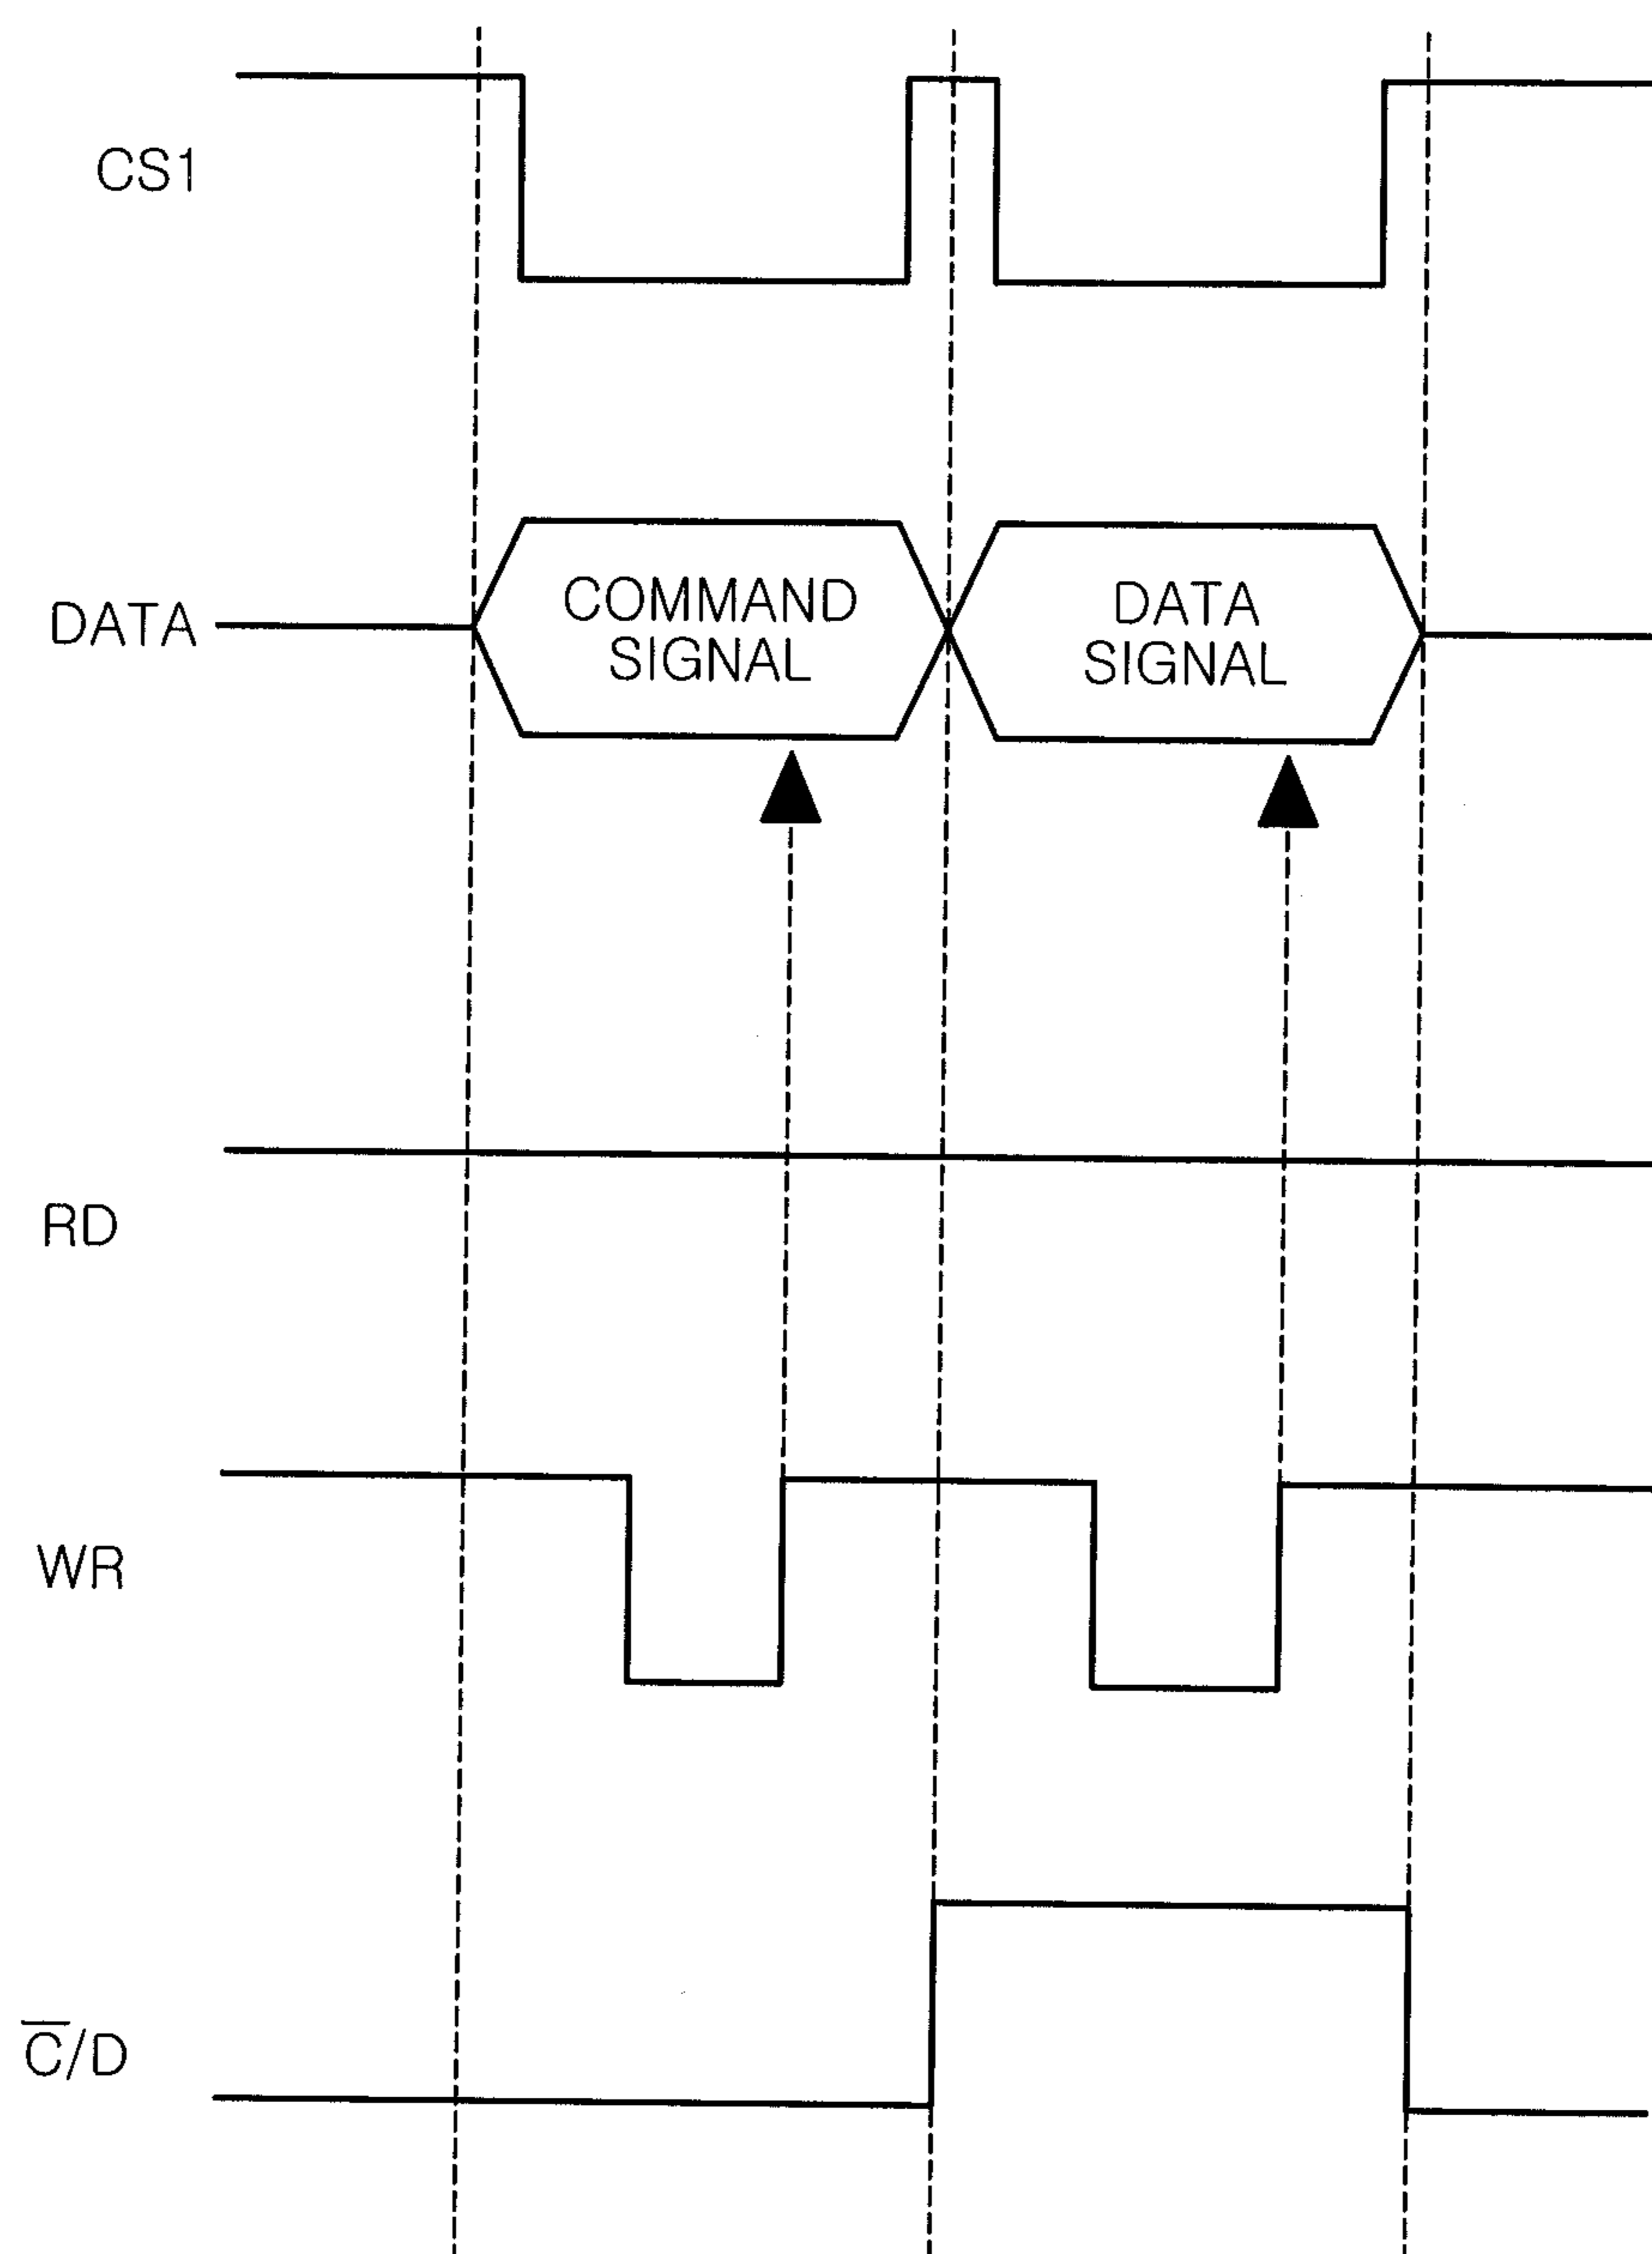 CS1
DATA
COMMAND
SIGNAL
DATA
SIGNAL
RD
WR
C̅/D